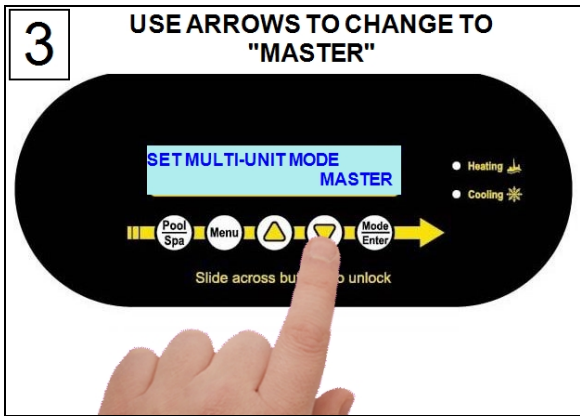 3
USE ARROWS TO CHANGE TO
"MASTER"
SET MULTI-UNIT MODE
MASTER
Heating
Cooling
Pool
Spa
Menu
Mode
Enter
Slide across but o unlock